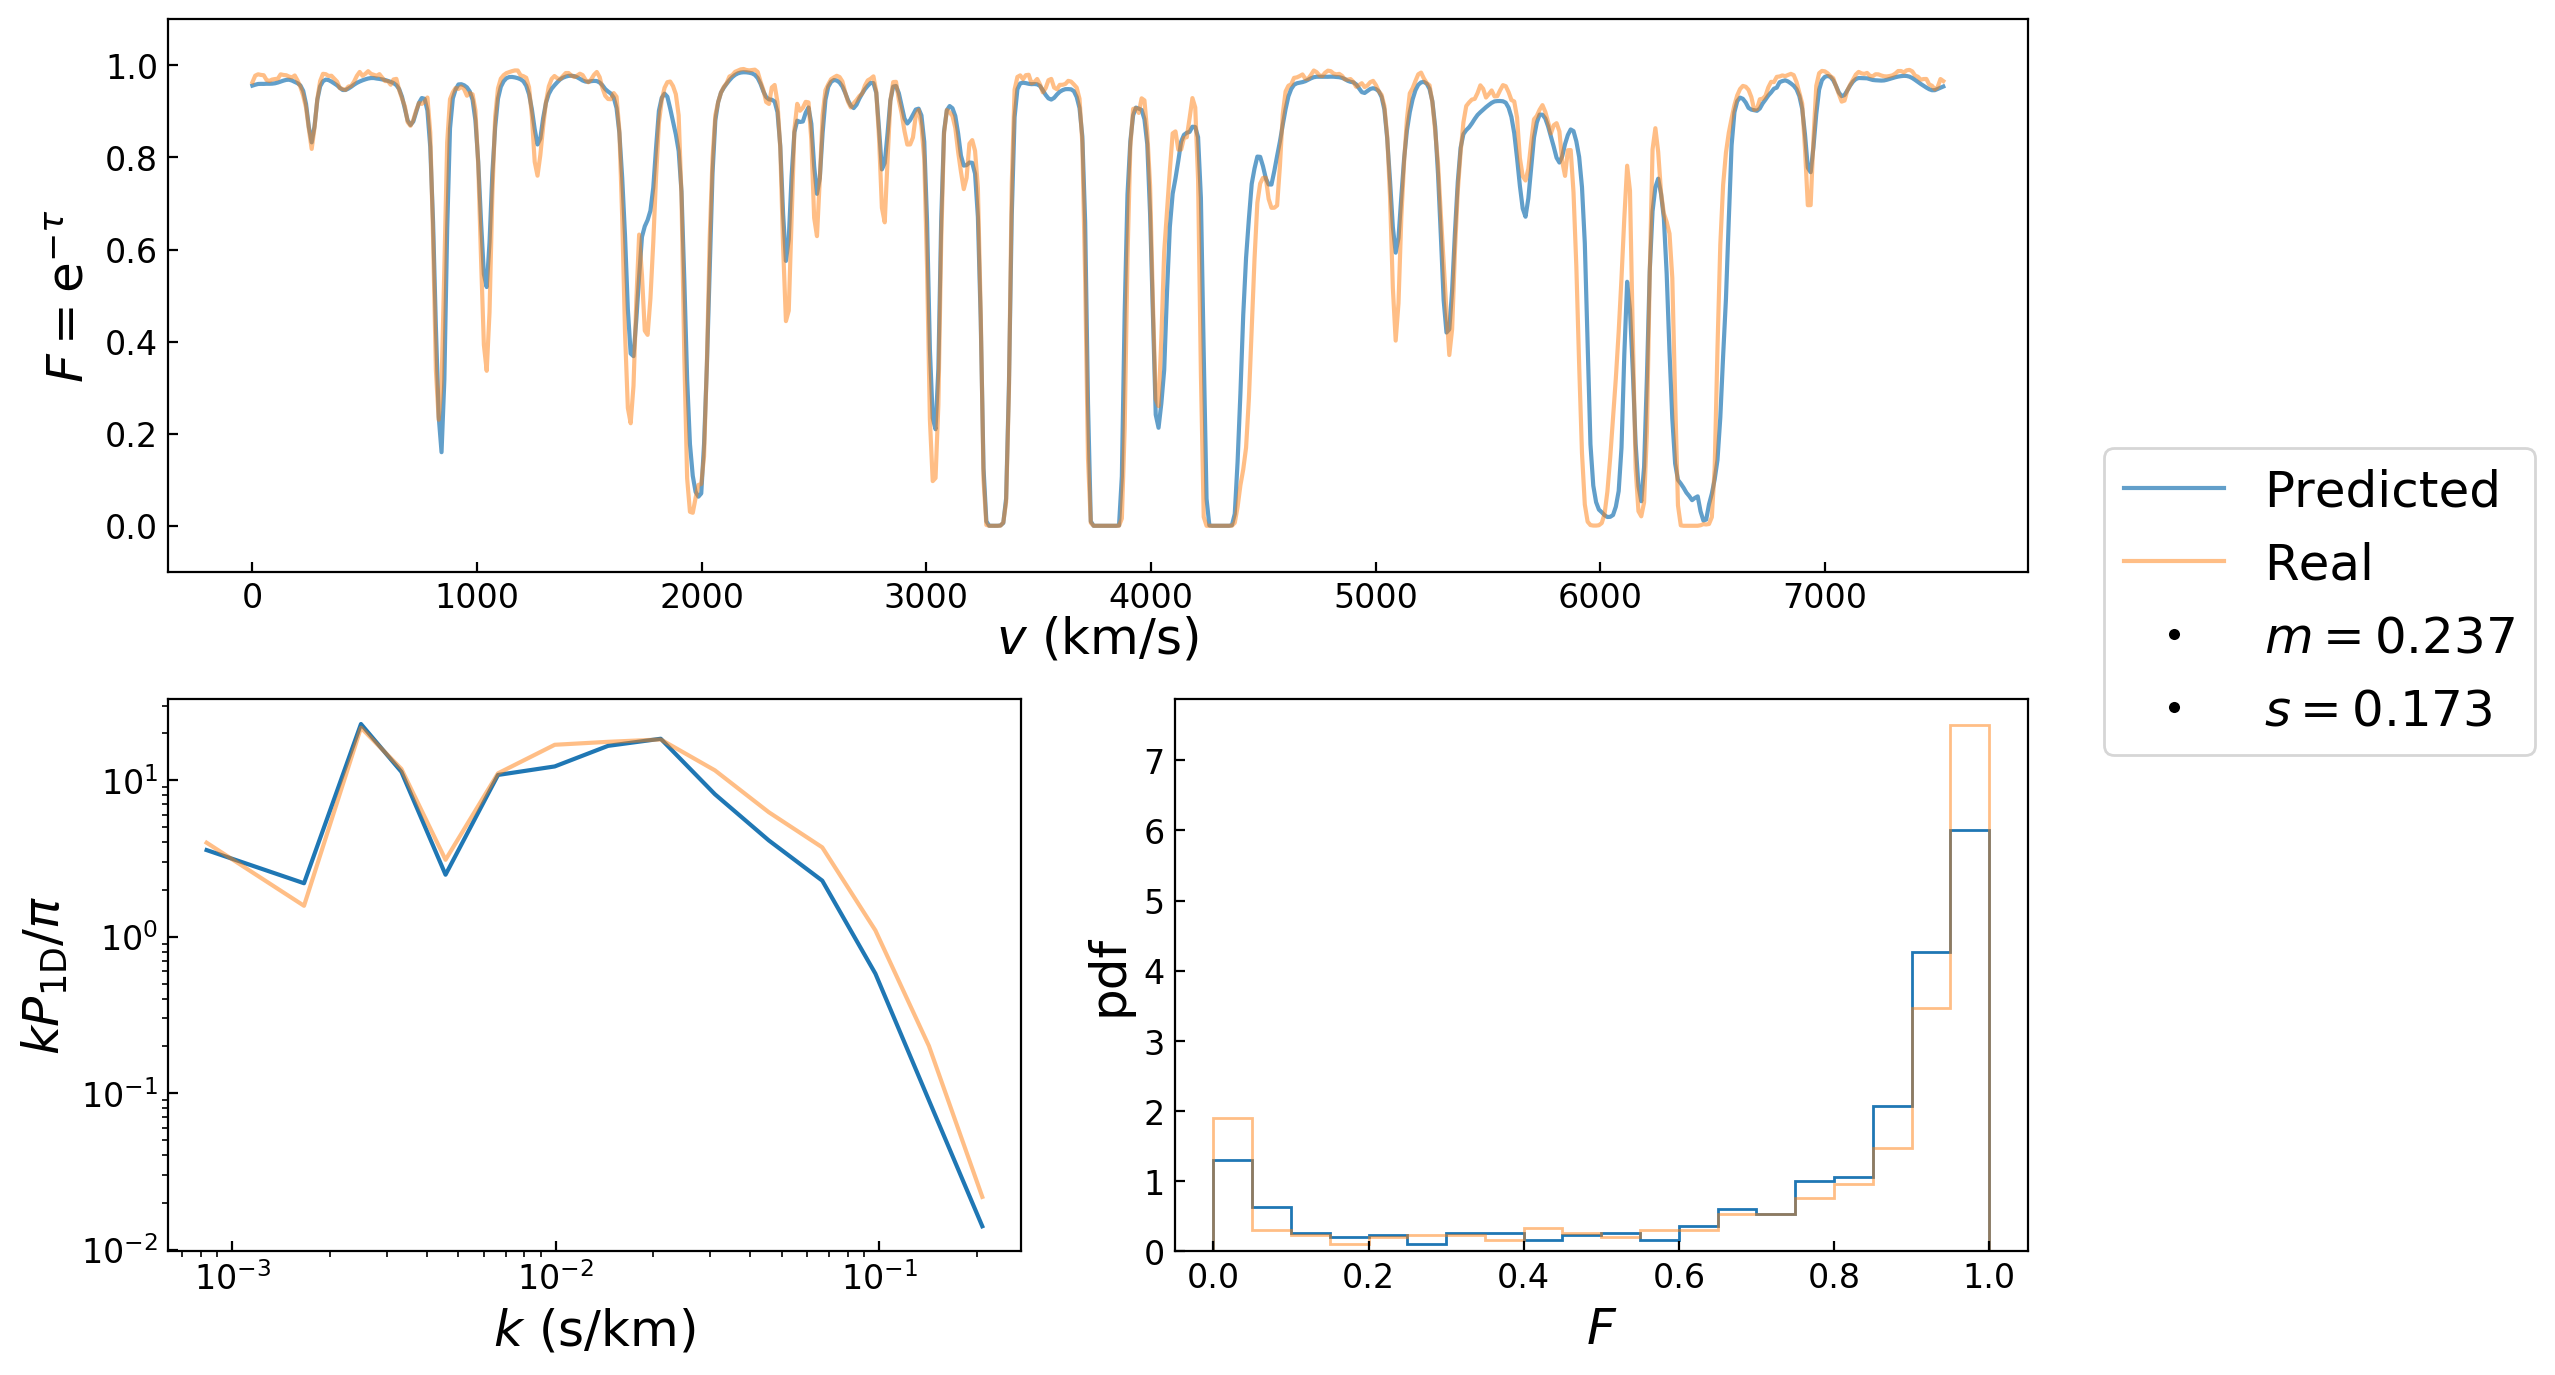 1.0
0.8
0.6
0.4
0.2
0.0
F = e^{−τ}
0 1000 2000 3000 4000 5000 6000 7000
v (km/s)
Predicted
Real
m = 0.237
s = 0.173
10^1
10^0
10^{−1}
10^{−2}
kP_{1D}/π
10^{−3} 10^{−2} 10^{−1}
k (s/km)
7
6
5
4
3
2
1
0
pdf
0.0 0.2 0.4 0.6 0.8 1.0
F